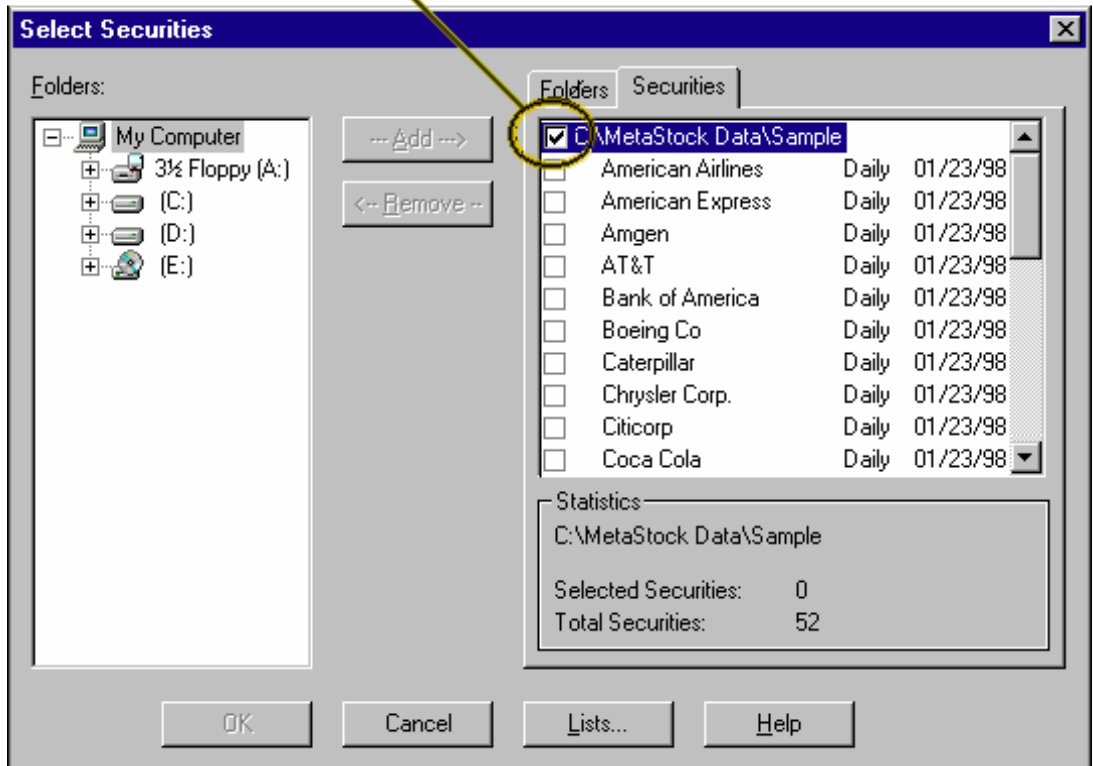 Select Securities
Folders:
My Computer
3½ Floppy (A:)
(C:)
(D:)
(E:)
--- Add --->
<-- Remove --
Folders Securities
C:\MetaStock Data\Sample
American Airlines Daily 01/23/98
American Express Daily 01/23/98
Amgen Daily 01/23/98
AT&T Daily 01/23/98
Bank of America Daily 01/23/98
Boeing Co Daily 01/23/98
Caterpillar Daily 01/23/98
Chrysler Corp. Daily 01/23/98
Citicorp Daily 01/23/98
Coca Cola Daily 01/23/98
Statistics
C:\MetaStock Data\Sample
Selected Securities: 0
Total Securities: 52
OK Cancel Lists... Help